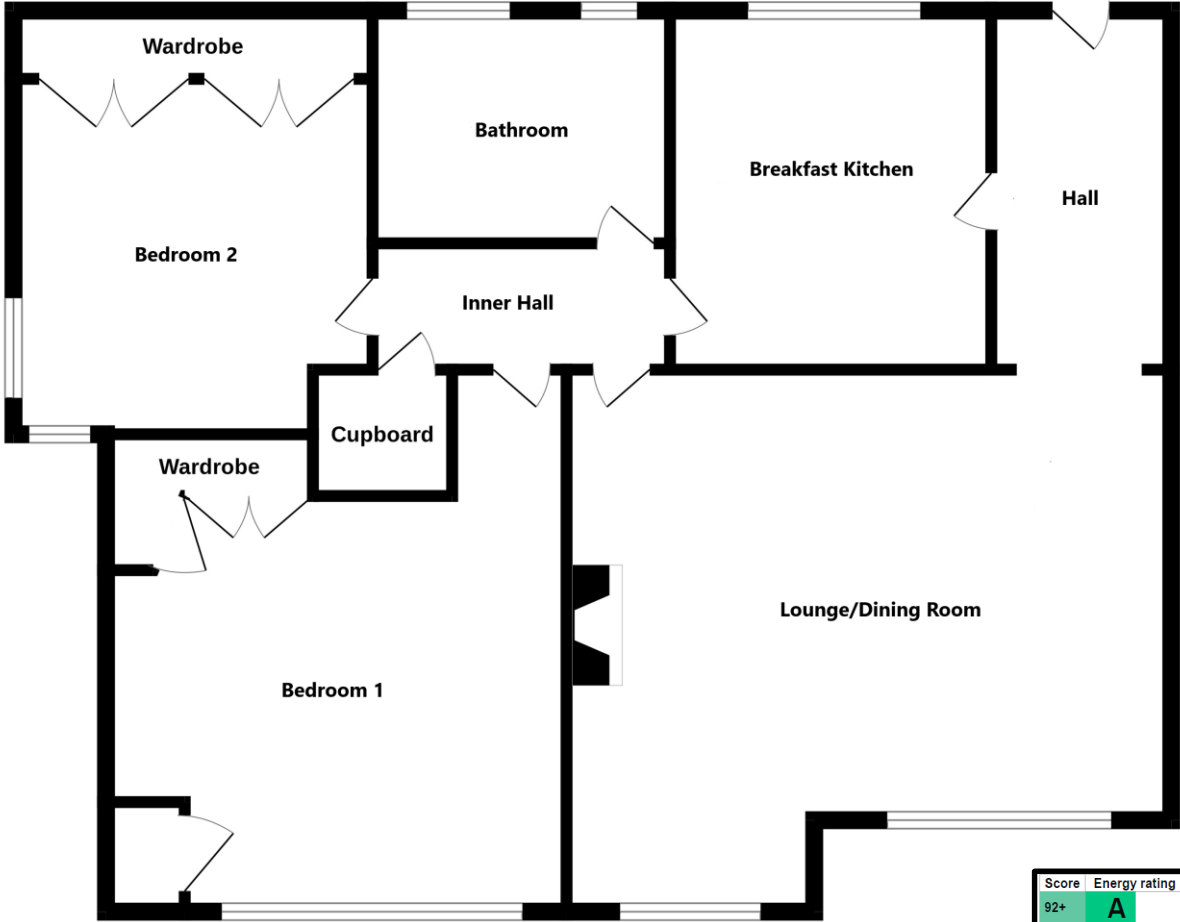 Wardrobe
Bathroom
Breakfast Kitchen
Hall
Bedroom 2
Inner Hall
Cupboard
Wardrobe
Lounge/Dining Room
Bedroom 1
Score Energy rating
92+ A